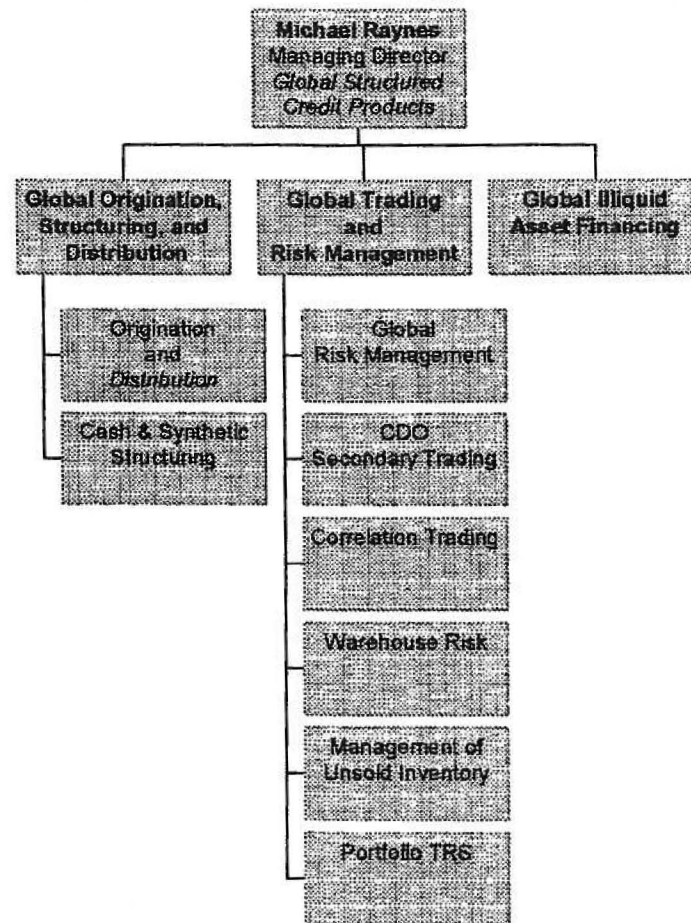 Michael Raynes
Managing Director
Global Structured
Credit Products
Global Origination,
Structuring, and
Distribution
Global Trading
and
Risk Management
Global Illiquid
Asset Financing
Origination
and
Distribution
Cash & Synthetic
Structuring
Global
Risk Management
CDO
Secondary Trading
Correlation Trading
Warehouse Risk
Management of
Unsold Inventory
Portfolio TRS